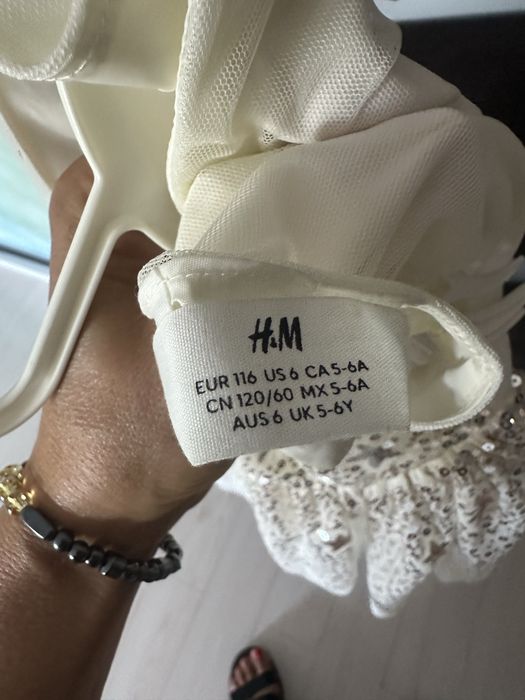 H&M
EUR 116 US 6 CA 5-6A
CN 120/60 MX 5-6A
AUS 6 UK 5-6Y